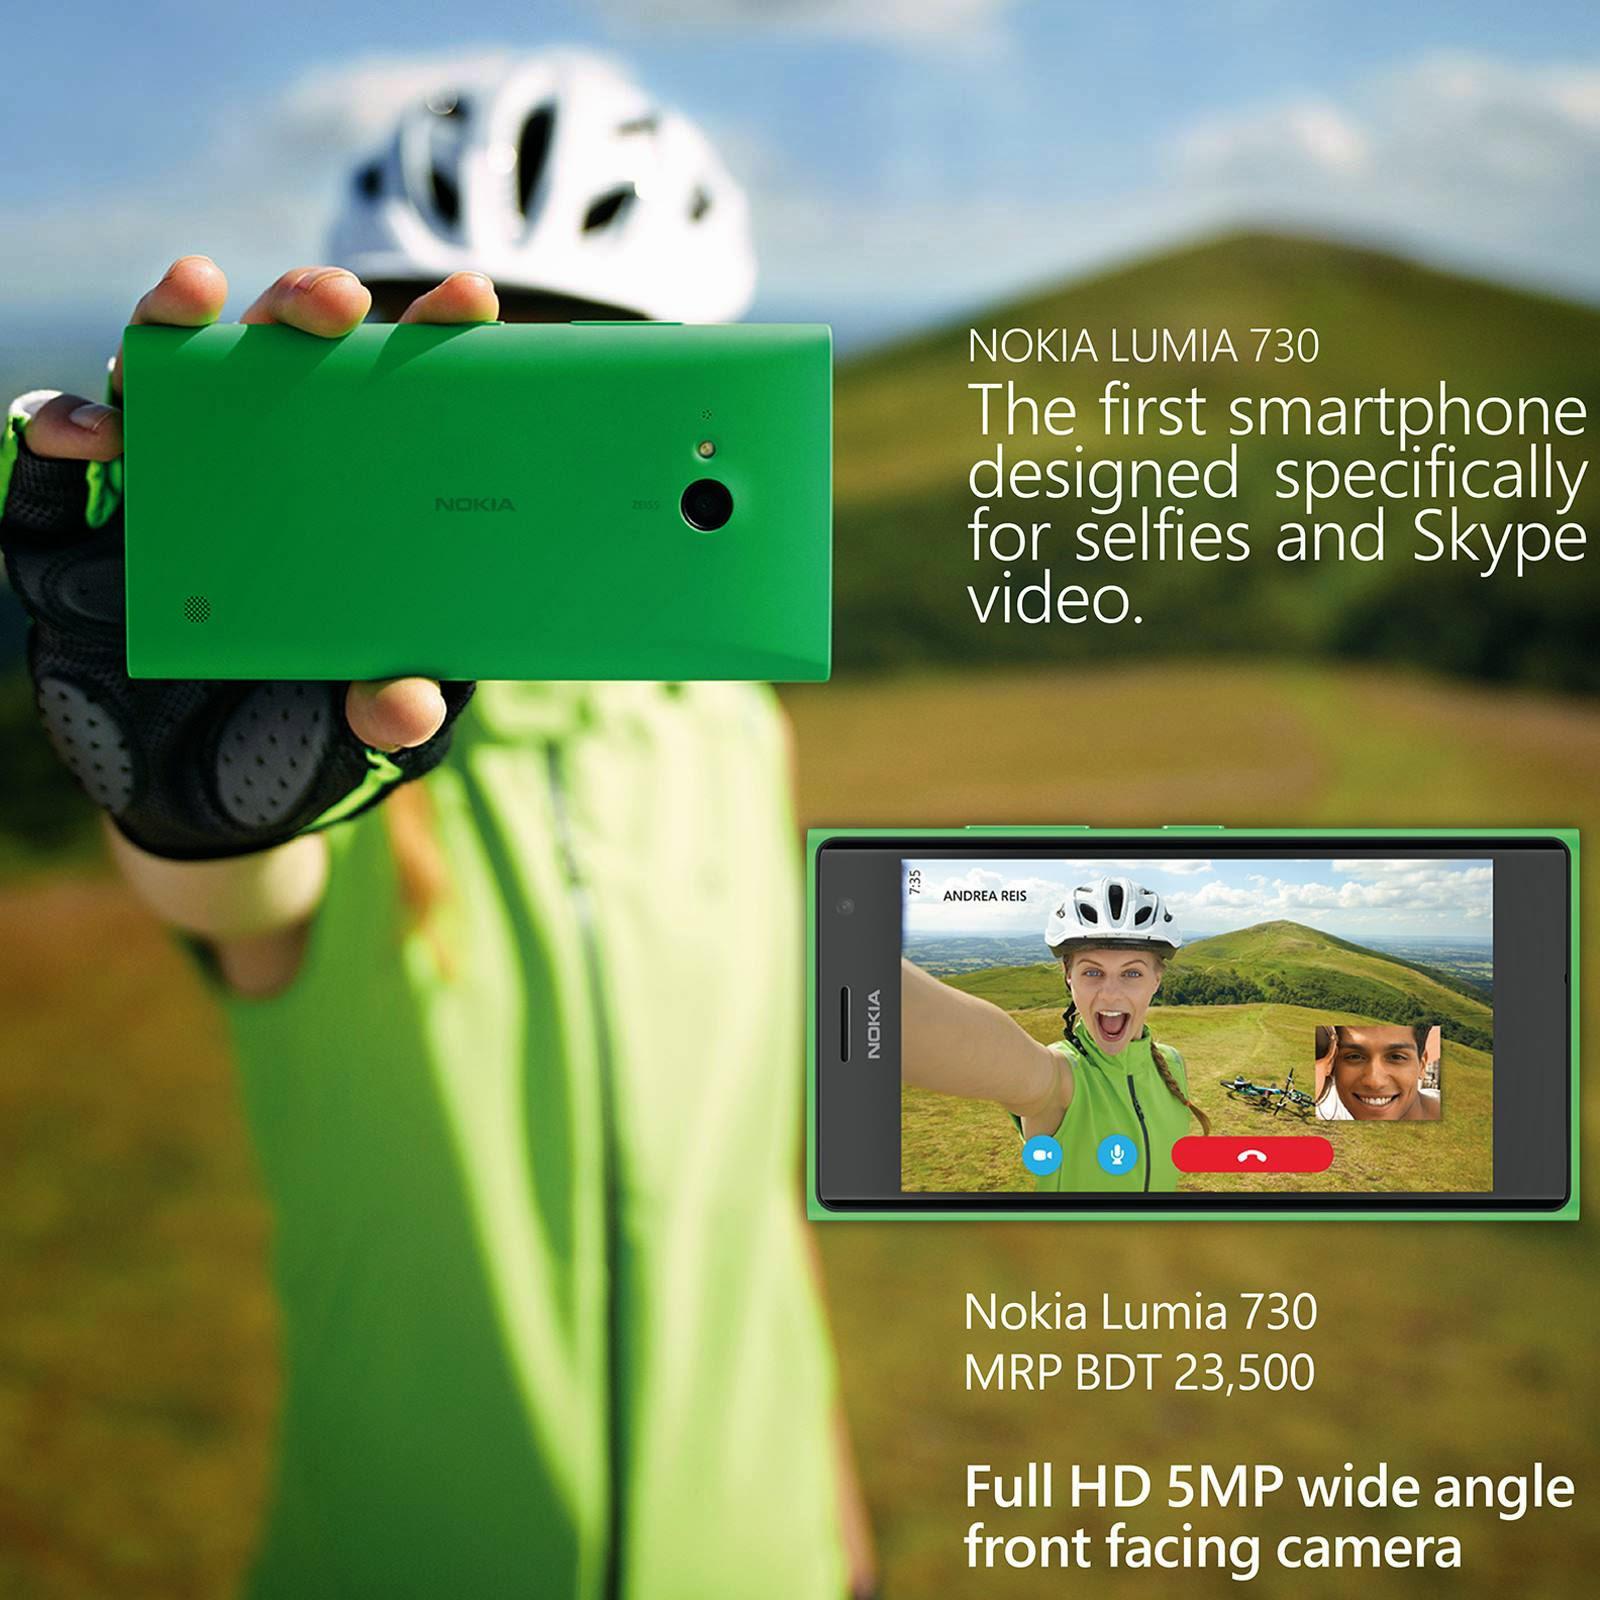 NOKIA LUMIA 730
The first smartphone
designed specifically
for selfies and Skype
video.
NOKIA
ZEISS
7:35
ANDREA REIS
NOKIA
Nokia Lumia 730
MRP BDT 23,500
Full HD 5MP wide angle
front facing camera